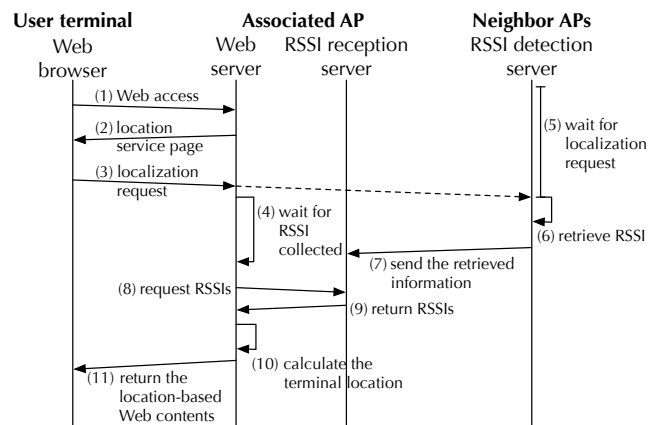 User terminal
Associated AP
Neighbor APs
Web
browser
Web
server
RSSI reception
server
RSSI detection
server
(1) Web access
(2) location
service page
(3) localization
request
(4) wait for
RSSI
collected
(5) wait for
localization
request
(6) retrieve RSSI
(7) send the retrieved
information
(8) request RSSIs
(9) return RSSIs
(10) calculate the
terminal location
(11) return the
location-based
Web contents